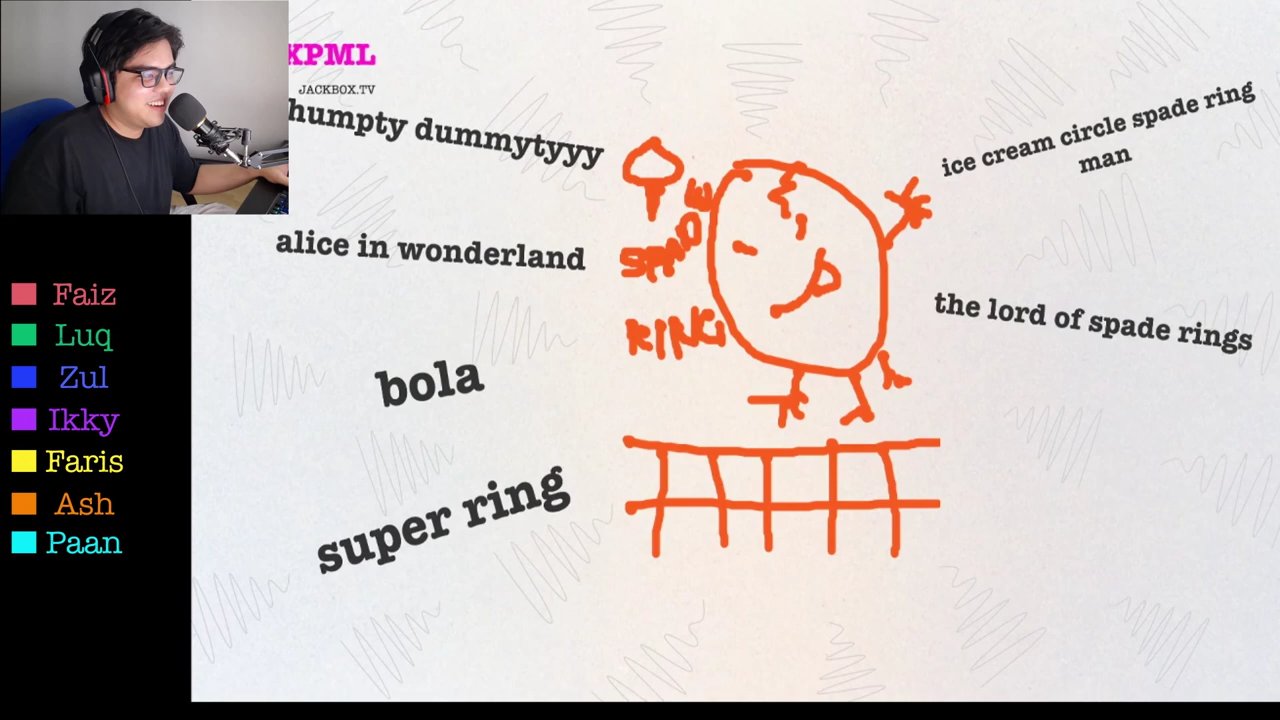 KPML
JACKBOX.TV
humpty dummytyyy
ice cream circle spade ring
man
alice in wonderland
SPADE
the lord of spade rings
RING
bola
super ring
Faiz
Luq
Zul
Ikky
Faris
Ash
Paan